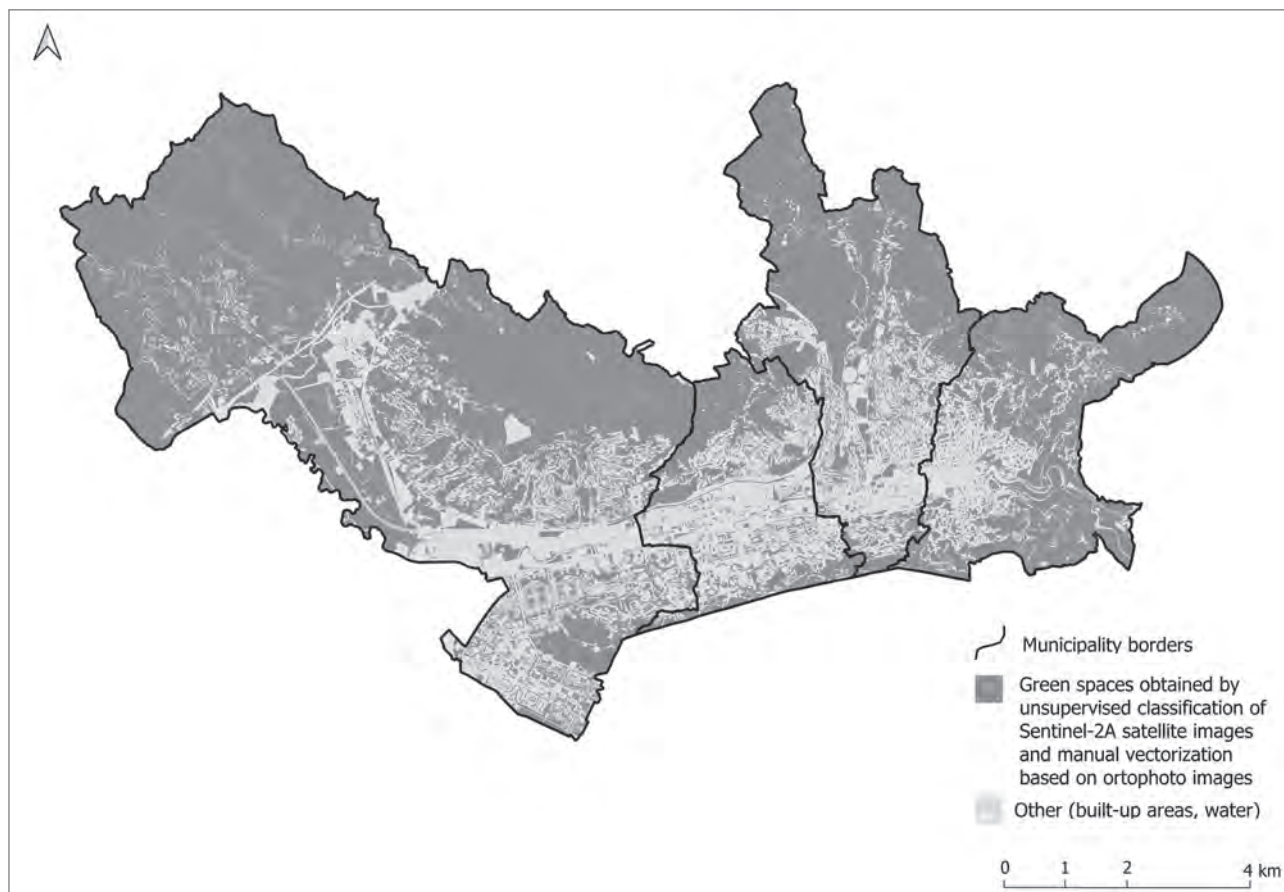 Municipality borders
Green spaces obtained by
unsupervised classification of
Sentinel-2A satellite images
and manual vectorization
based on ortophoto images
Other (built-up areas, water)
0 1 2 4 km